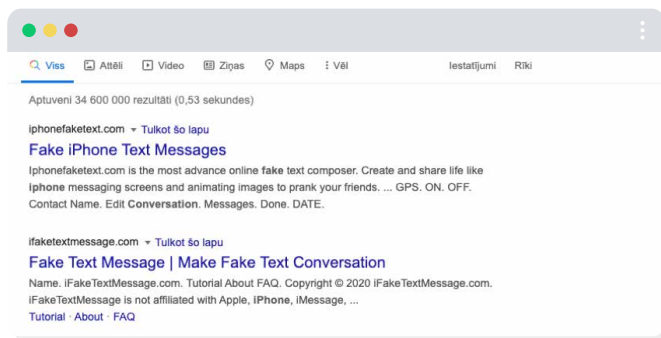 Viss Attēli Video Ziņas Maps Vēl Iestatījumi Rīki
Aptuveni 34 600 000 rezultāti (0,53 sekundes)
iphonefaketext.com Tulkot šo lapu
Fake iPhone Text Messages
Iphonefaketext.com is the most advance online fake text composer. Create and share life like
iphone messaging screens and animating images to prank your friends. ... GPS. ON. OFF.
Contact Name. Edit Conversation. Messages. Done. DATE.
ifaketextmessage.com Tulkot šo lapu
Fake Text Message | Make Fake Text Conversation
Name. iFakeTextMessage.com. Tutorial About FAQ. Copyright © 2020 iFakeTextMessage.com.
iFakeTextMessage is not affiliated with Apple, iPhone, iMessage, ...
Tutorial · About · FAQ